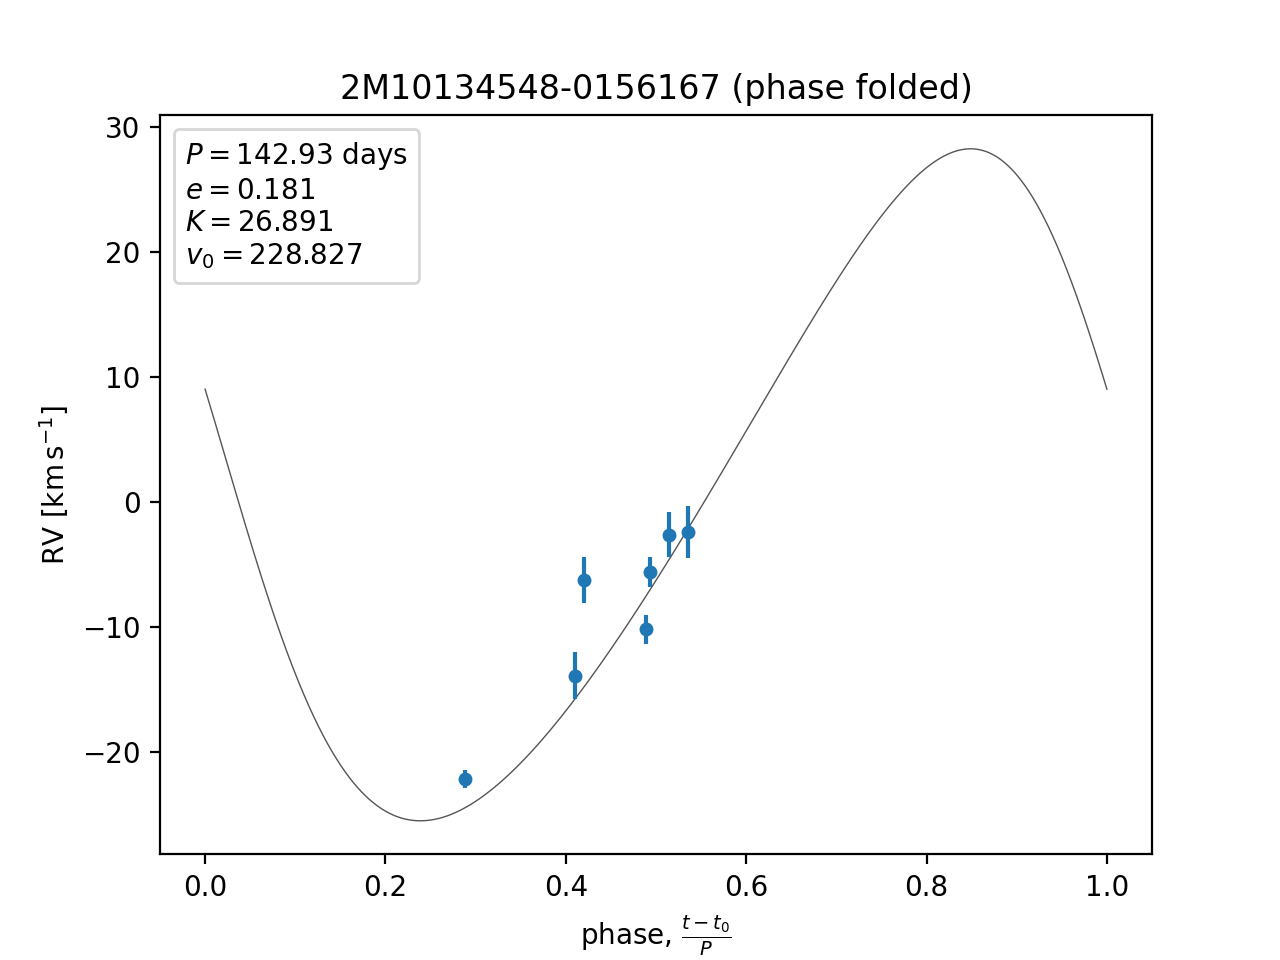 2M10134548-0156167 (phase folded)
P = 142.93 days
e = 0.181
K = 26.891
v₀ = 228.827
30
20
10
0
−10
−20
RV [km s⁻¹]
0.0 0.2 0.4 0.6 0.8 1.0
phase, (t − t₀)/P